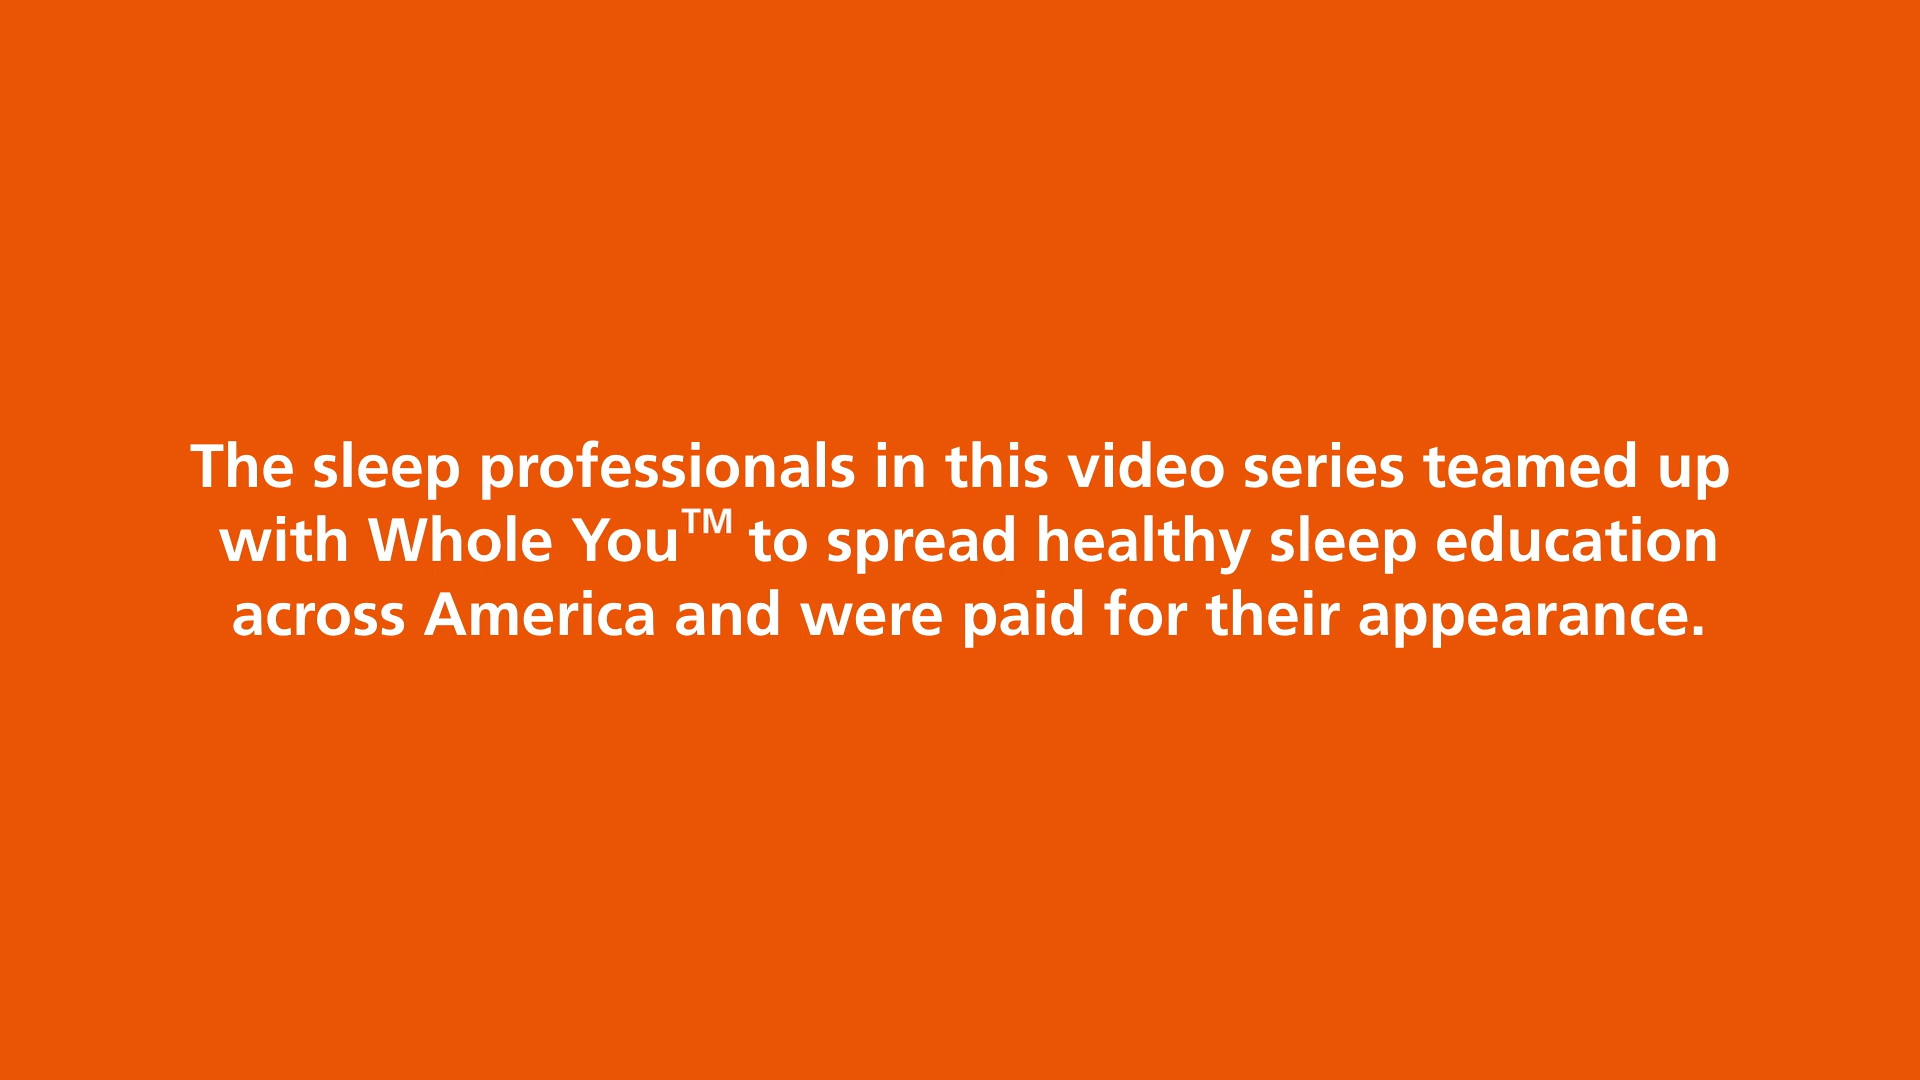 The sleep professionals in this video series teamed up
with Whole You™ to spread healthy sleep education
across America and were paid for their appearance.